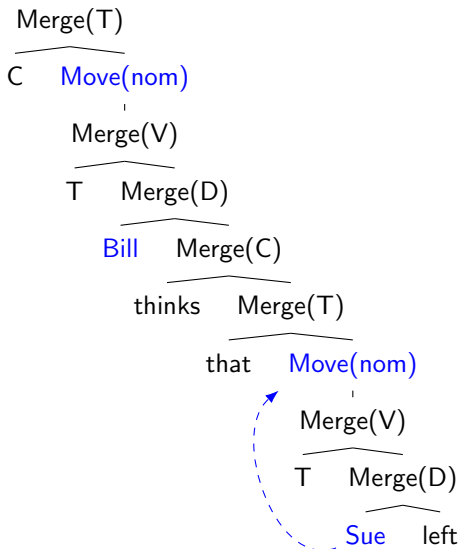 Merge(T)
C Move(nom)
Merge(V)
T Merge(D)
Bill Merge(C)
thinks Merge(T)
that Move(nom)
Merge(V)
T Merge(D)
Sue left